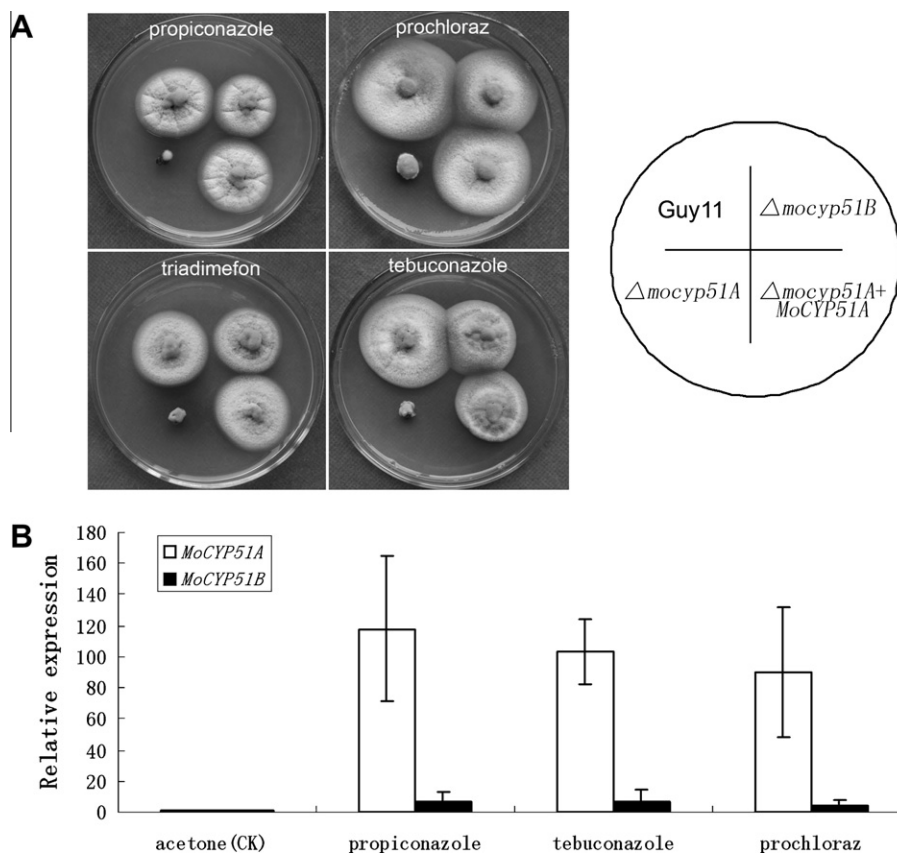 A
propiconazole
prochloraz
triadimefon
tebuconazole
Guy11
△mocyp51B
△mocyp51A
△mocyp51A+
MoCYP51A
B
Relative expression
180
160
140
120
100
80
60
40
20
0
MoCYP51A
MoCYP51B
acetone(CK)
propiconazole
tebuconazole
prochloraz